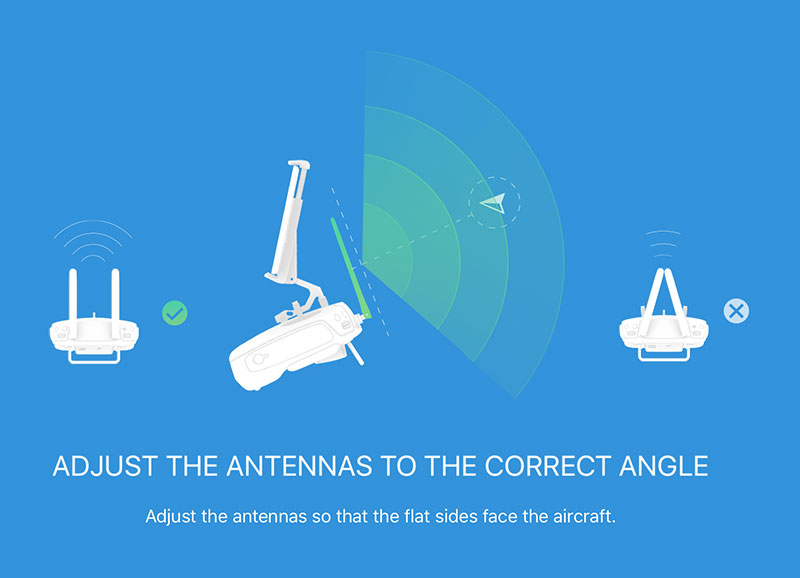 ADJUST THE ANTENNAS TO THE CORRECT ANGLE
Adjust the antennas so that the flat sides face the aircraft.